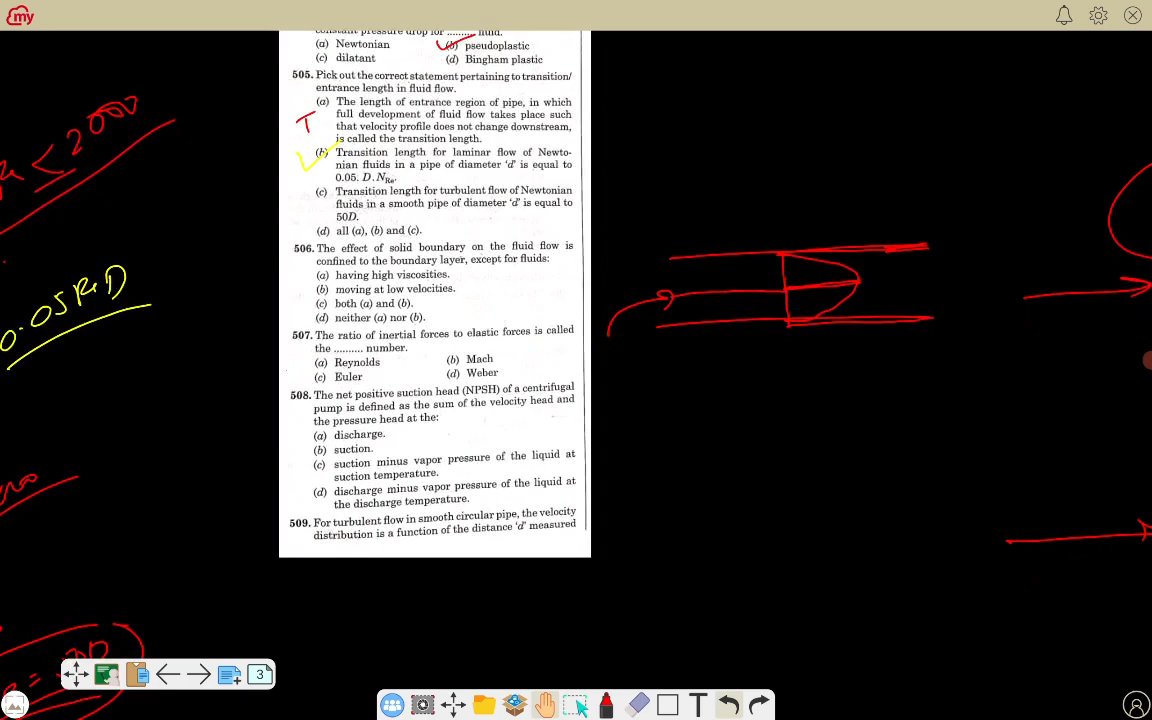 my
constant pressure drop for .......... fluid.
(a) Newtonian
(b) pseudoplastic
(c) dilatant
(d) Bingham plastic
505. Pick out the correct statement pertaining to transition/
entrance length in fluid flow.
(a) The length of entrance region of pipe, in which
full development of fluid flow takes place such
that velocity profile does not change downstream,
is called the transition length.
T
(b) Transition length for laminar flow of Newto-
nian fluids in a pipe of diameter 'd' is equal to
0.05. D.NRe.
(c) Transition length for turbulent flow of Newtonian
fluids in a smooth pipe of diameter 'd' is equal to
50D.
(d) all (a), (b) and (c).
506. The effect of solid boundary on the fluid flow is
confined to the boundary layer, except for fluids:
(a) having high viscosities.
(b) moving at low velocities.
(c) both (a) and (b).
(d) neither (a) nor (b).
507. The ratio of inertial forces to elastic forces is called
the .......... number.
(a) Reynolds
(b) Mach
(c) Euler
(d) Weber
508. The net positive suction head (NPSH) of a centrifugal
pump is defined as the sum of the velocity head and
the pressure head at the:
(a) discharge.
(b) suction.
(c) suction minus vapor pressure of the liquid at
suction temperature.
(d) discharge minus vapor pressure of the liquid at
the discharge temperature.
509. For turbulent flow in smooth circular pipe, the velocity
distribution is a function of the distance 'd' measured
< 2000
0.05 Re D
3
T